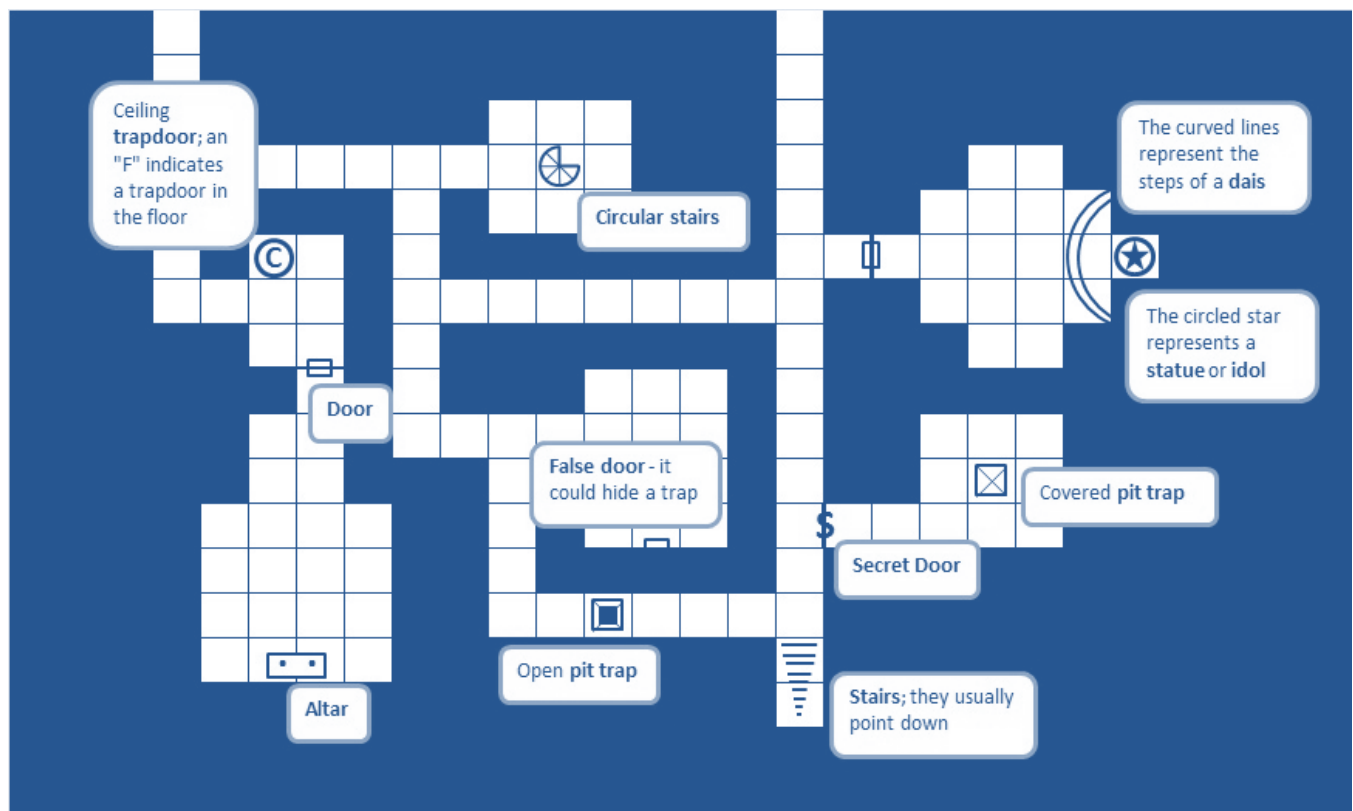 Ceiling
trapdoor; an
"F" indicates
a trapdoor in
the floor
The curved lines
represent the
steps of a dais
Circular stairs
C
The circled star
represents a
statue or idol
Door
False door - it
could hide a trap
Covered pit trap
S
Secret Door
Open pit trap
Altar
Stairs; they usually
point down